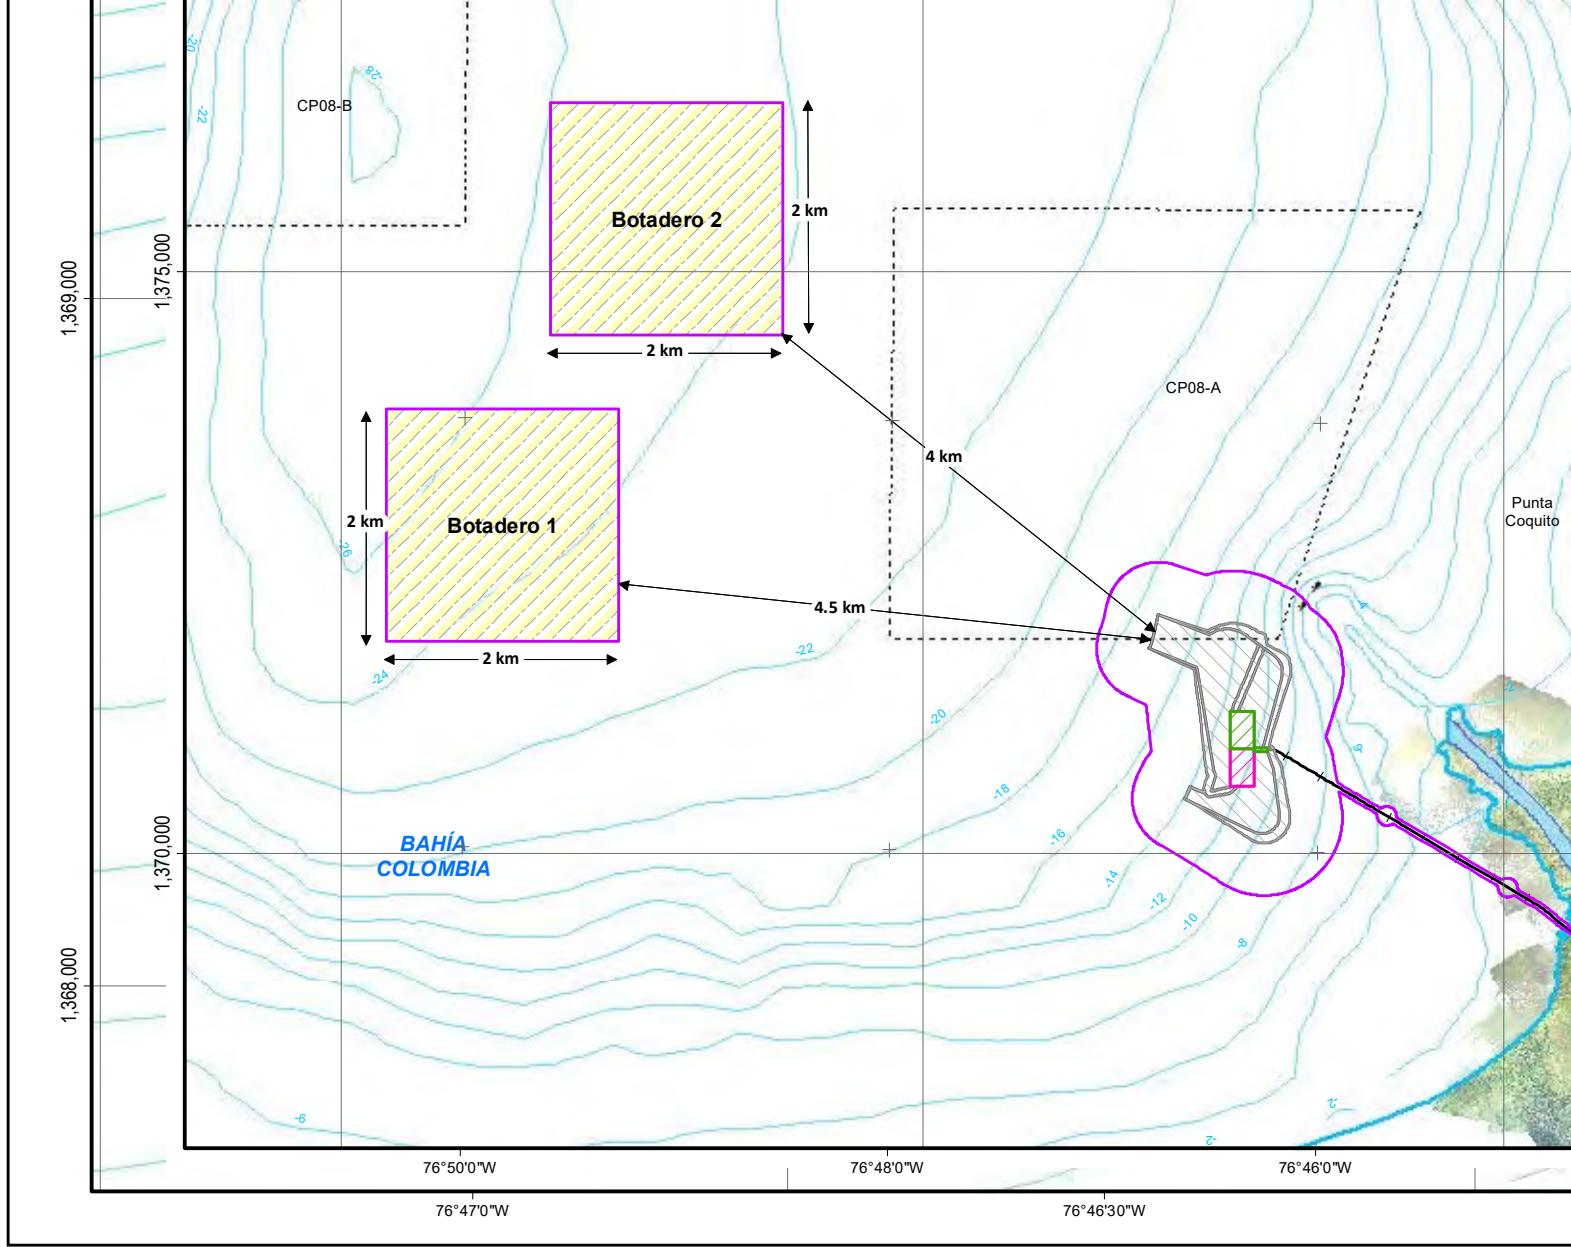 -20
-28
CP08-B
-22
2 km
Botadero 2
1,375,000
1,369,000
2 km
CP08-A
4 km
Punta
Coquito
2 km
Botadero 1
-26
4.5 km
-4
2 km
-22
-24
-2
-20
-6
-18
-16
BAHÍA
COLOMBIA
1,370,000
-14
-12
-10
-8
1,368,000
-6
-2
-2
76°50'0"W
76°48'0"W
76°46'0"W
76°47'0"W
76°46'30"W